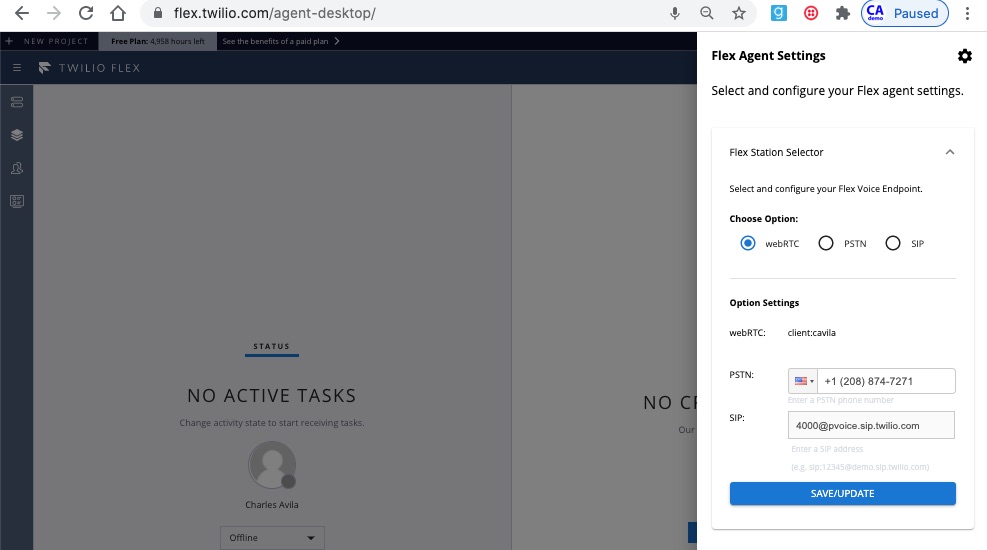 flex.twilio.com/agent-desktop/
CA
demo
Paused
+ NEW PROJECT
Free Plan: 4,958 hours left
See the benefits of a paid plan
TWILIO FLEX
Flex Agent Settings
Select and configure your Flex agent settings.
Flex Station Selector
Select and configure your Flex Voice Endpoint.
Choose Option:
webRTC PSTN SIP
Option Settings
webRTC: client:cavila
PSTN: +1 (208) 874-7271
Enter a PSTN phone number
SIP: 4000@pvoice.sip.twilio.com
Enter a SIP address
(e.g. sip:12345@demo.sip.twilio.com)
SAVE/UPDATE
STATUS
NO ACTIVE TASKS
Change activity state to start receiving tasks.
Charles Avila
Offline
NO CR
Our